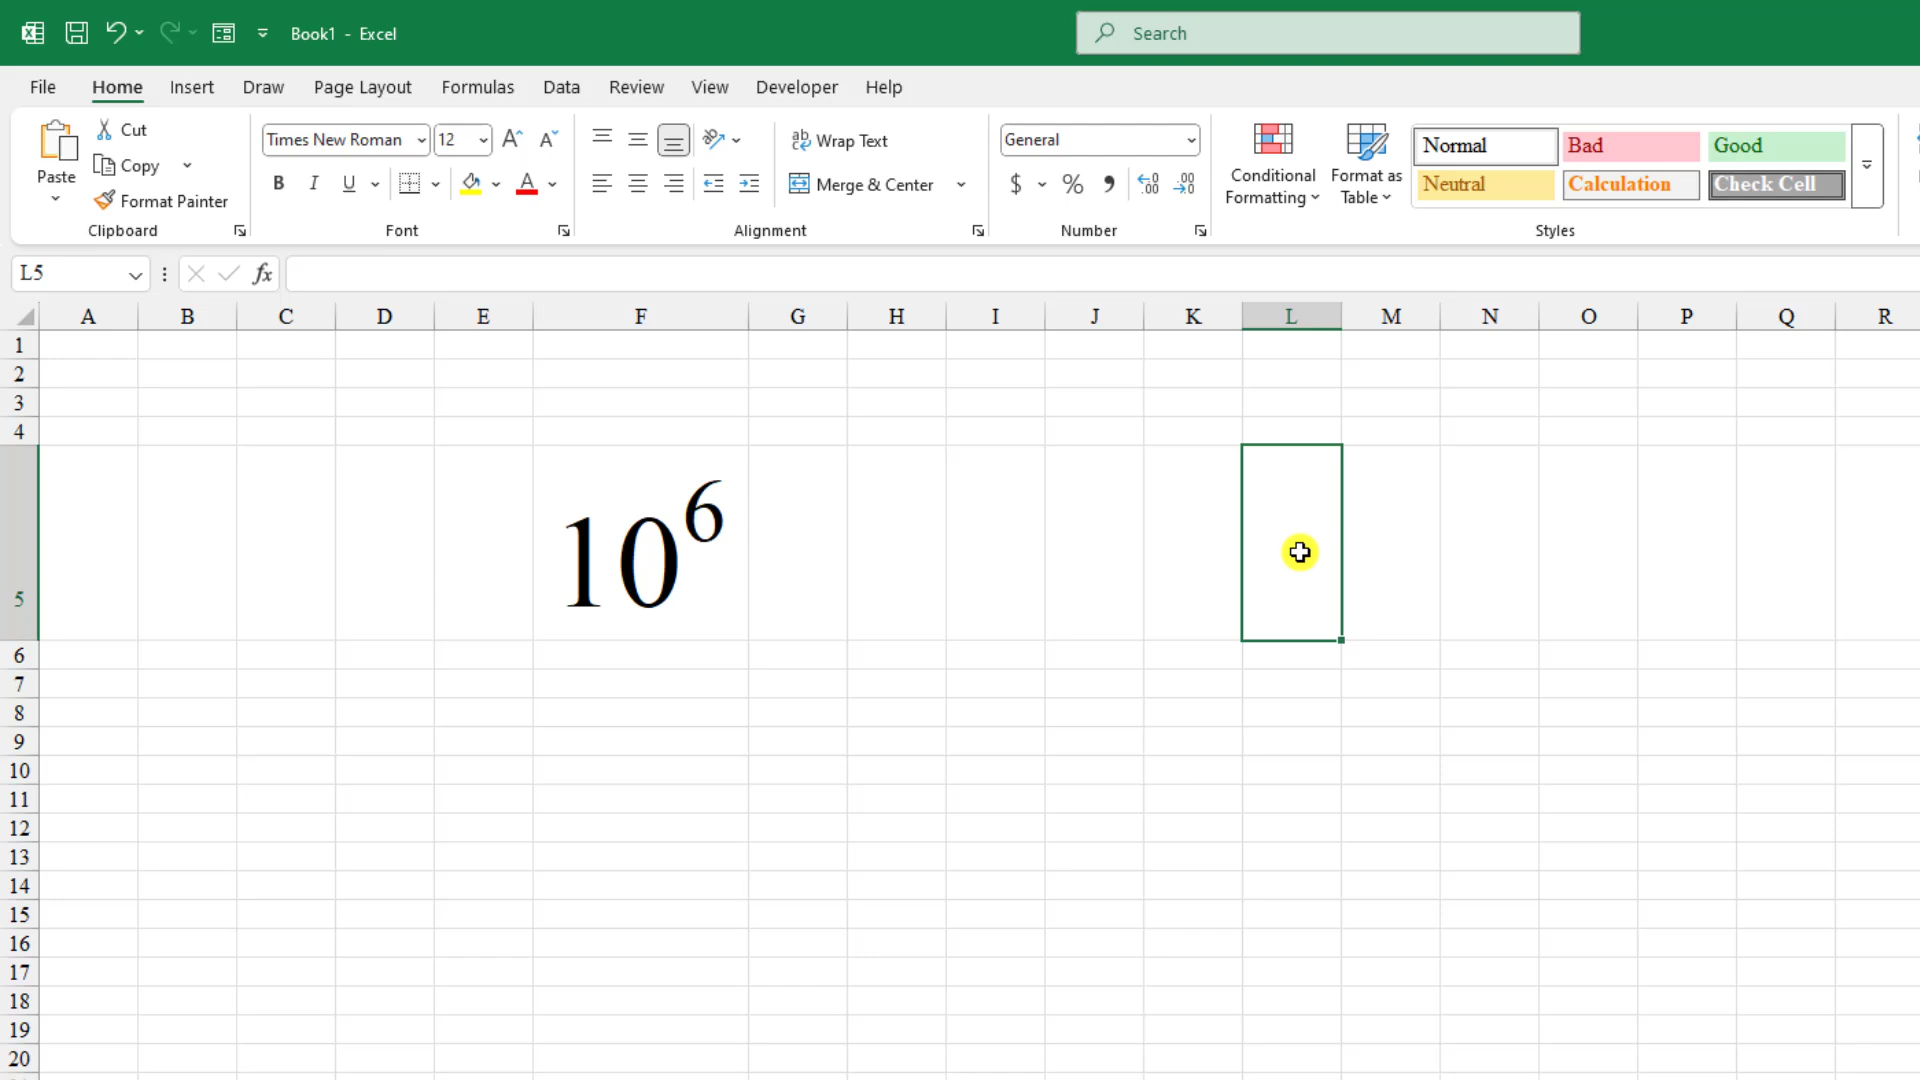 Book1 - Excel
Search
File Home Insert Draw Page Layout Formulas Data Review View Developer Help
Paste
Cut
Copy
Format Painter
Clipboard
Times New Roman 12 A A
B I U A
Font
Wrap Text
Merge & Center
Alignment
General
$ % 9 .00 .00
Number
Conditional Formatting
Format as Table
Normal Bad Good
Neutral Calculation Check Cell
Styles
L5 fx
A B C D E F G H I J K L M N O P Q R
1
2
3
4
5 10⁶
6
7
8
9
10
11
12
13
14
15
16
17
18
19
20